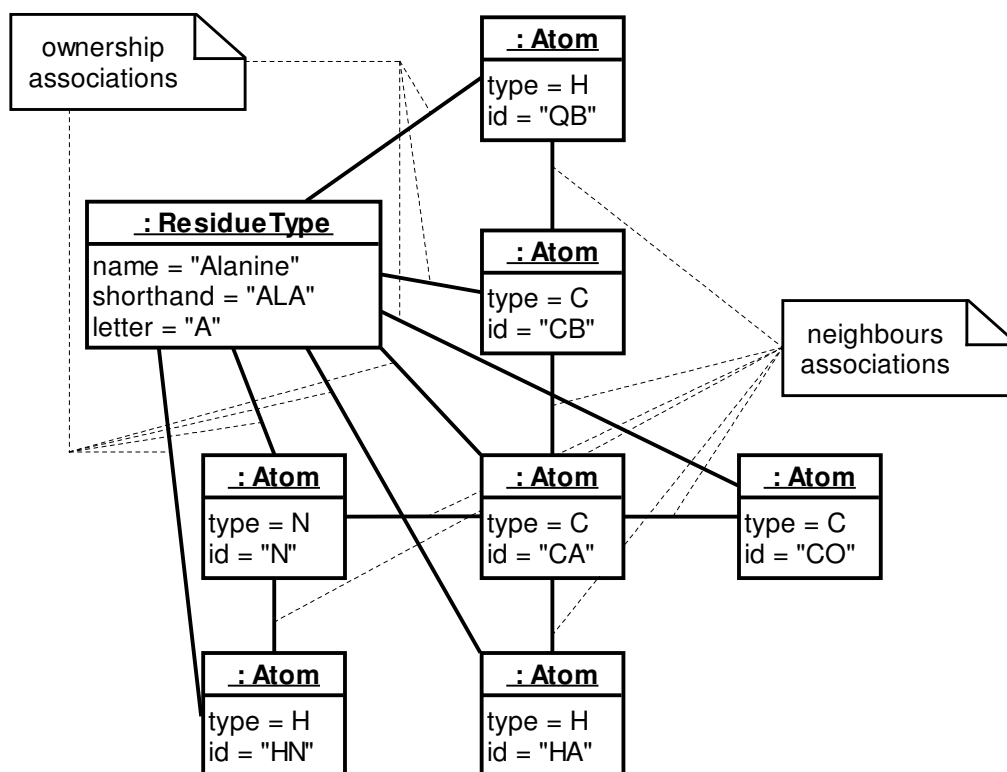 ownership
associations
: Atom
type = H
id = "QB"
: ResidueType
name = "Alanine"
shorthand = "ALA"
letter = "A"
: Atom
type = C
id = "CB"
neighbours
associations
: Atom
type = N
id = "N"
: Atom
type = C
id = "CA"
: Atom
type = C
id = "CO"
: Atom
type = H
id = "HN"
: Atom
type = H
id = "HA"